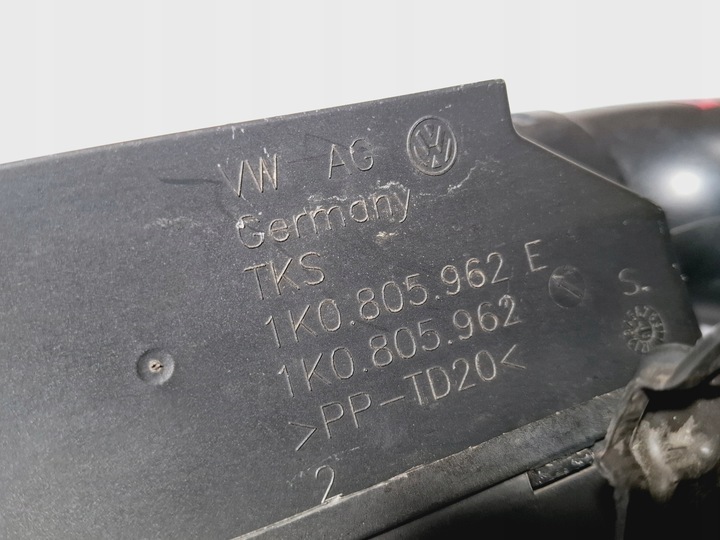 VW AG
Germany
TKS
1K0.805.962 E
1K0.805.962 S.
>PP-TD20<
2